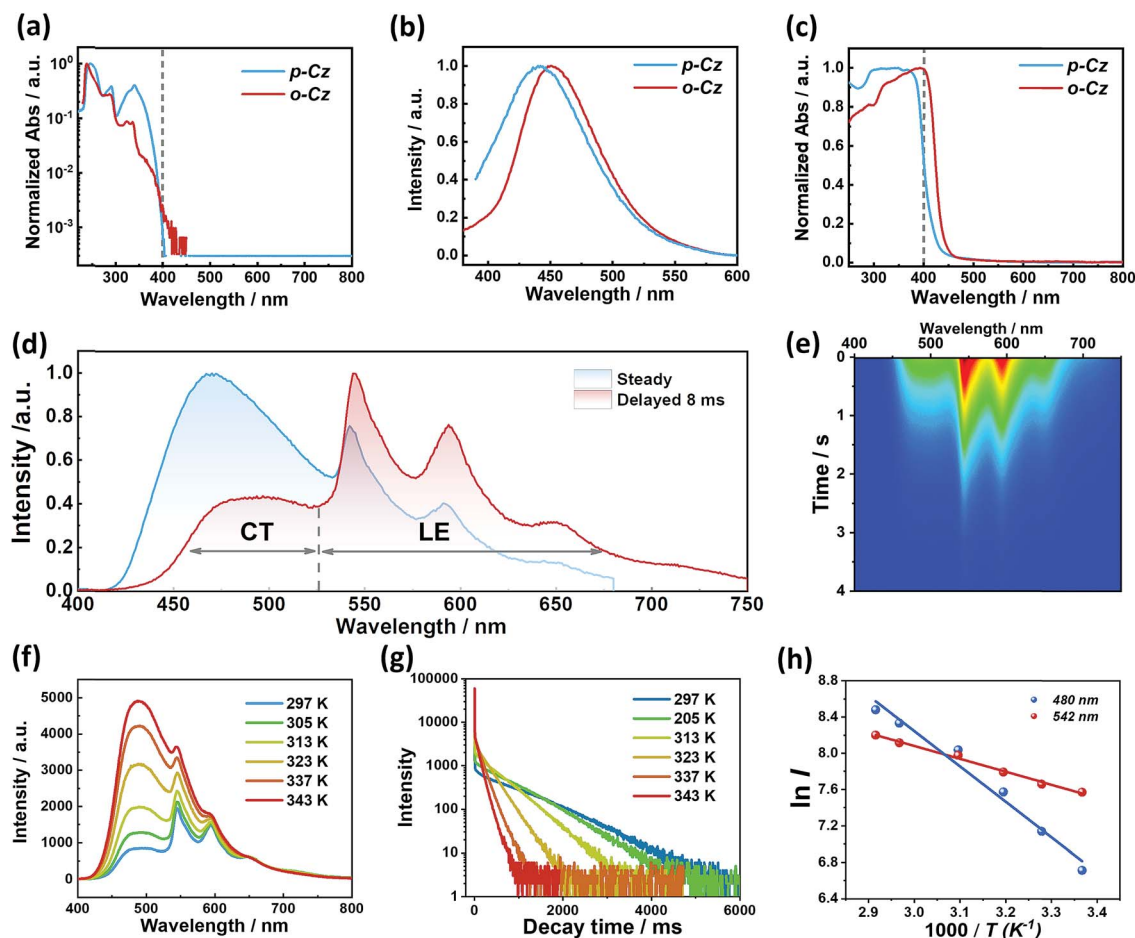 (a)
Normalized Abs / a.u.
10⁰
10⁻¹
10⁻²
10⁻³
p-Cz
o-Cz
300 400 500 600 700 800
Wavelength / nm
(b)
Intensity / a.u.
1.0
0.8
0.6
0.4
0.2
0.0
p-Cz
o-Cz
400 450 500 550 600
Wavelength / nm
(c)
Normalized Abs / a.u.
1.0
0.8
0.6
0.4
0.2
0.0
p-Cz
o-Cz
300 400 500 600 700 800
Wavelength / nm
(d)
Intensity /a.u.
1.0
0.8
0.6
0.4
0.2
0.0
Steady
Delayed 8 ms
CT
LE
400 450 500 550 600 650 700 750
Wavelength / nm
(e)
Wavelength / nm
400 500 600 700
Time / s
0
1
2
3
4
(f)
Intensity / a.u.
5000
4000
3000
2000
1000
0
297 K
305 K
313 K
323 K
337 K
343 K
400 450 500 550 600 650 700 800
Wavelength / nm
(g)
Intensity
100000
10000
1000
100
10
1
297 K
205 K
313 K
323 K
337 K
343 K
0 2000 4000 6000
Decay time / ms
(h)
ln I
8.8
8.4
8.0
7.6
7.2
6.8
6.4
480 nm
542 nm
2.9 3.0 3.1 3.2 3.3 3.4
1000 / T (K⁻¹)